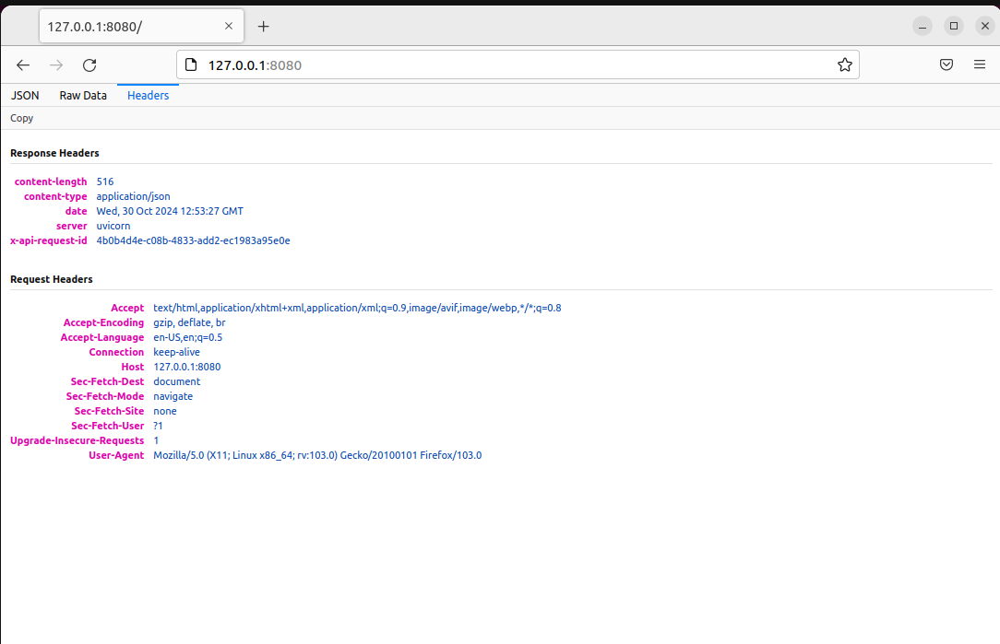 127.0.0.1:8080/
127.0.0.1:8080
JSON Raw Data Headers
Copy
Response Headers
content-length 516
content-type application/json
date Wed, 30 Oct 2024 12:53:27 GMT
server uvicorn
x-api-request-id 4b0b4d4e-c08b-4833-add2-ec1983a95e0e
Request Headers
Accept text/html,application/xhtml+xml,application/xml;q=0.9,image/avif,image/webp,*/*;q=0.8
Accept-Encoding gzip, deflate, br
Accept-Language en-US,en;q=0.5
Connection keep-alive
Host 127.0.0.1:8080
Sec-Fetch-Dest document
Sec-Fetch-Mode navigate
Sec-Fetch-Site none
Sec-Fetch-User ?1
Upgrade-Insecure-Requests 1
User-Agent Mozilla/5.0 (X11; Linux x86_64; rv:103.0) Gecko/20100101 Firefox/103.0